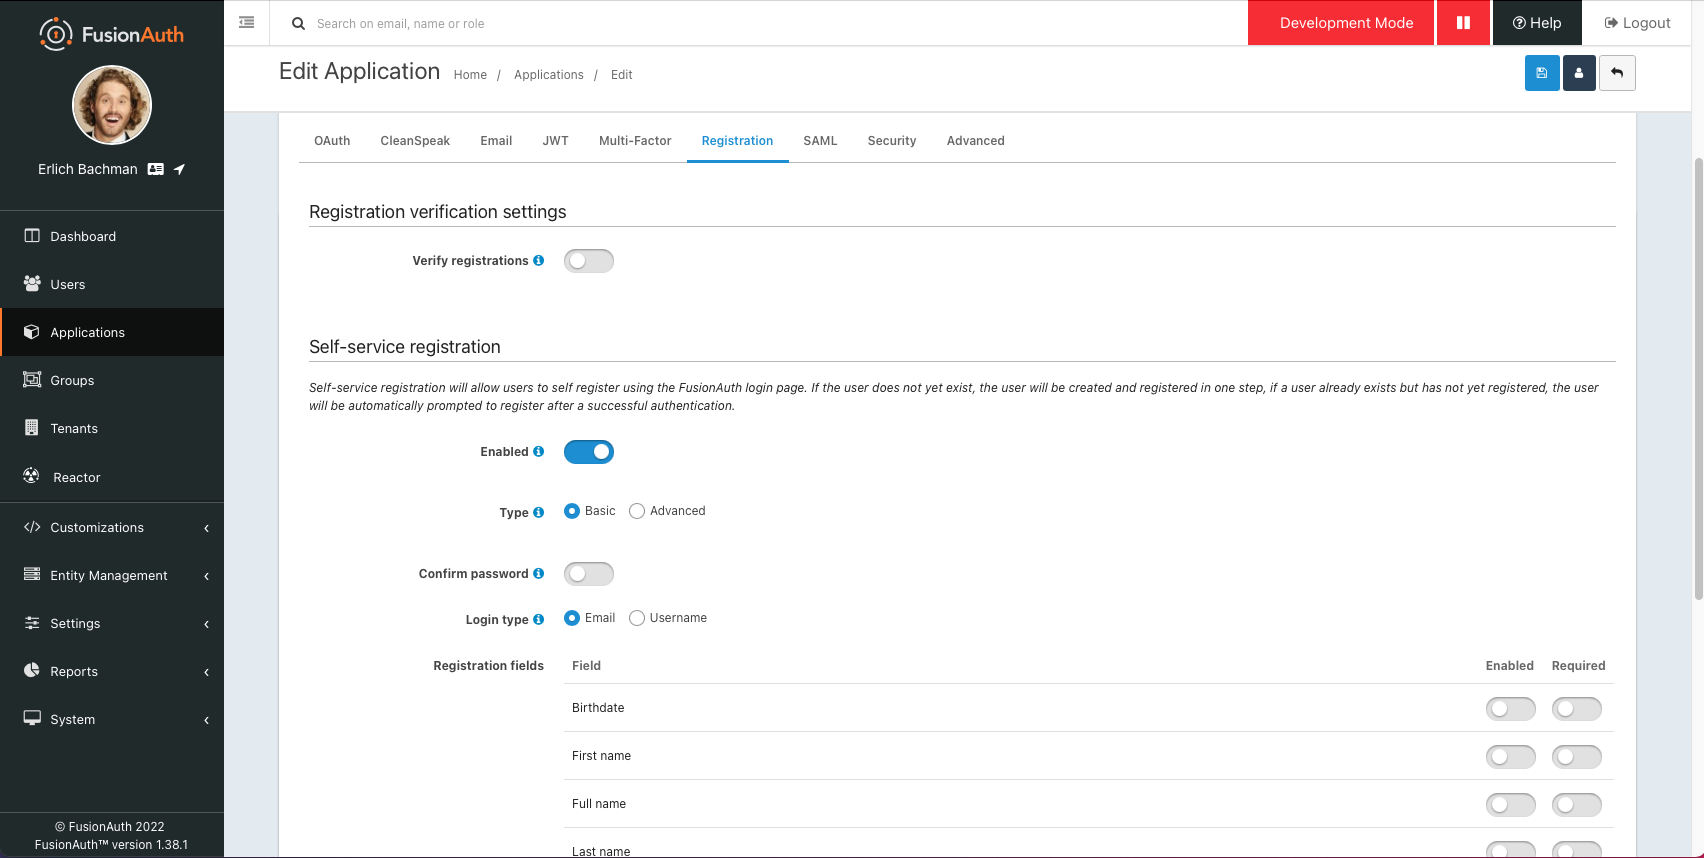 FusionAuth
Search on email, name or role
Development Mode
Help
Logout
Edit Application
Home / Applications / Edit
Erlich Bachman
Dashboard
Users
Applications
Groups
Tenants
Reactor
Customizations
Entity Management
Settings
Reports
System
© FusionAuth 2022
FusionAuth™ version 1.38.1
OAuth CleanSpeak Email JWT Multi-Factor Registration SAML Security Advanced
Registration verification settings
Verify registrations
Self-service registration
Self-service registration will allow users to self register using the FusionAuth login page. If the user does not yet exist, the user will be created and registered in one step, if a user already exists but has not yet registered, the user
will be automatically prompted to register after a successful authentication.
Enabled
Type Basic Advanced
Confirm password
Login type Email Username
Registration fields Field Enabled Required
Birthdate
First name
Full name
Last name